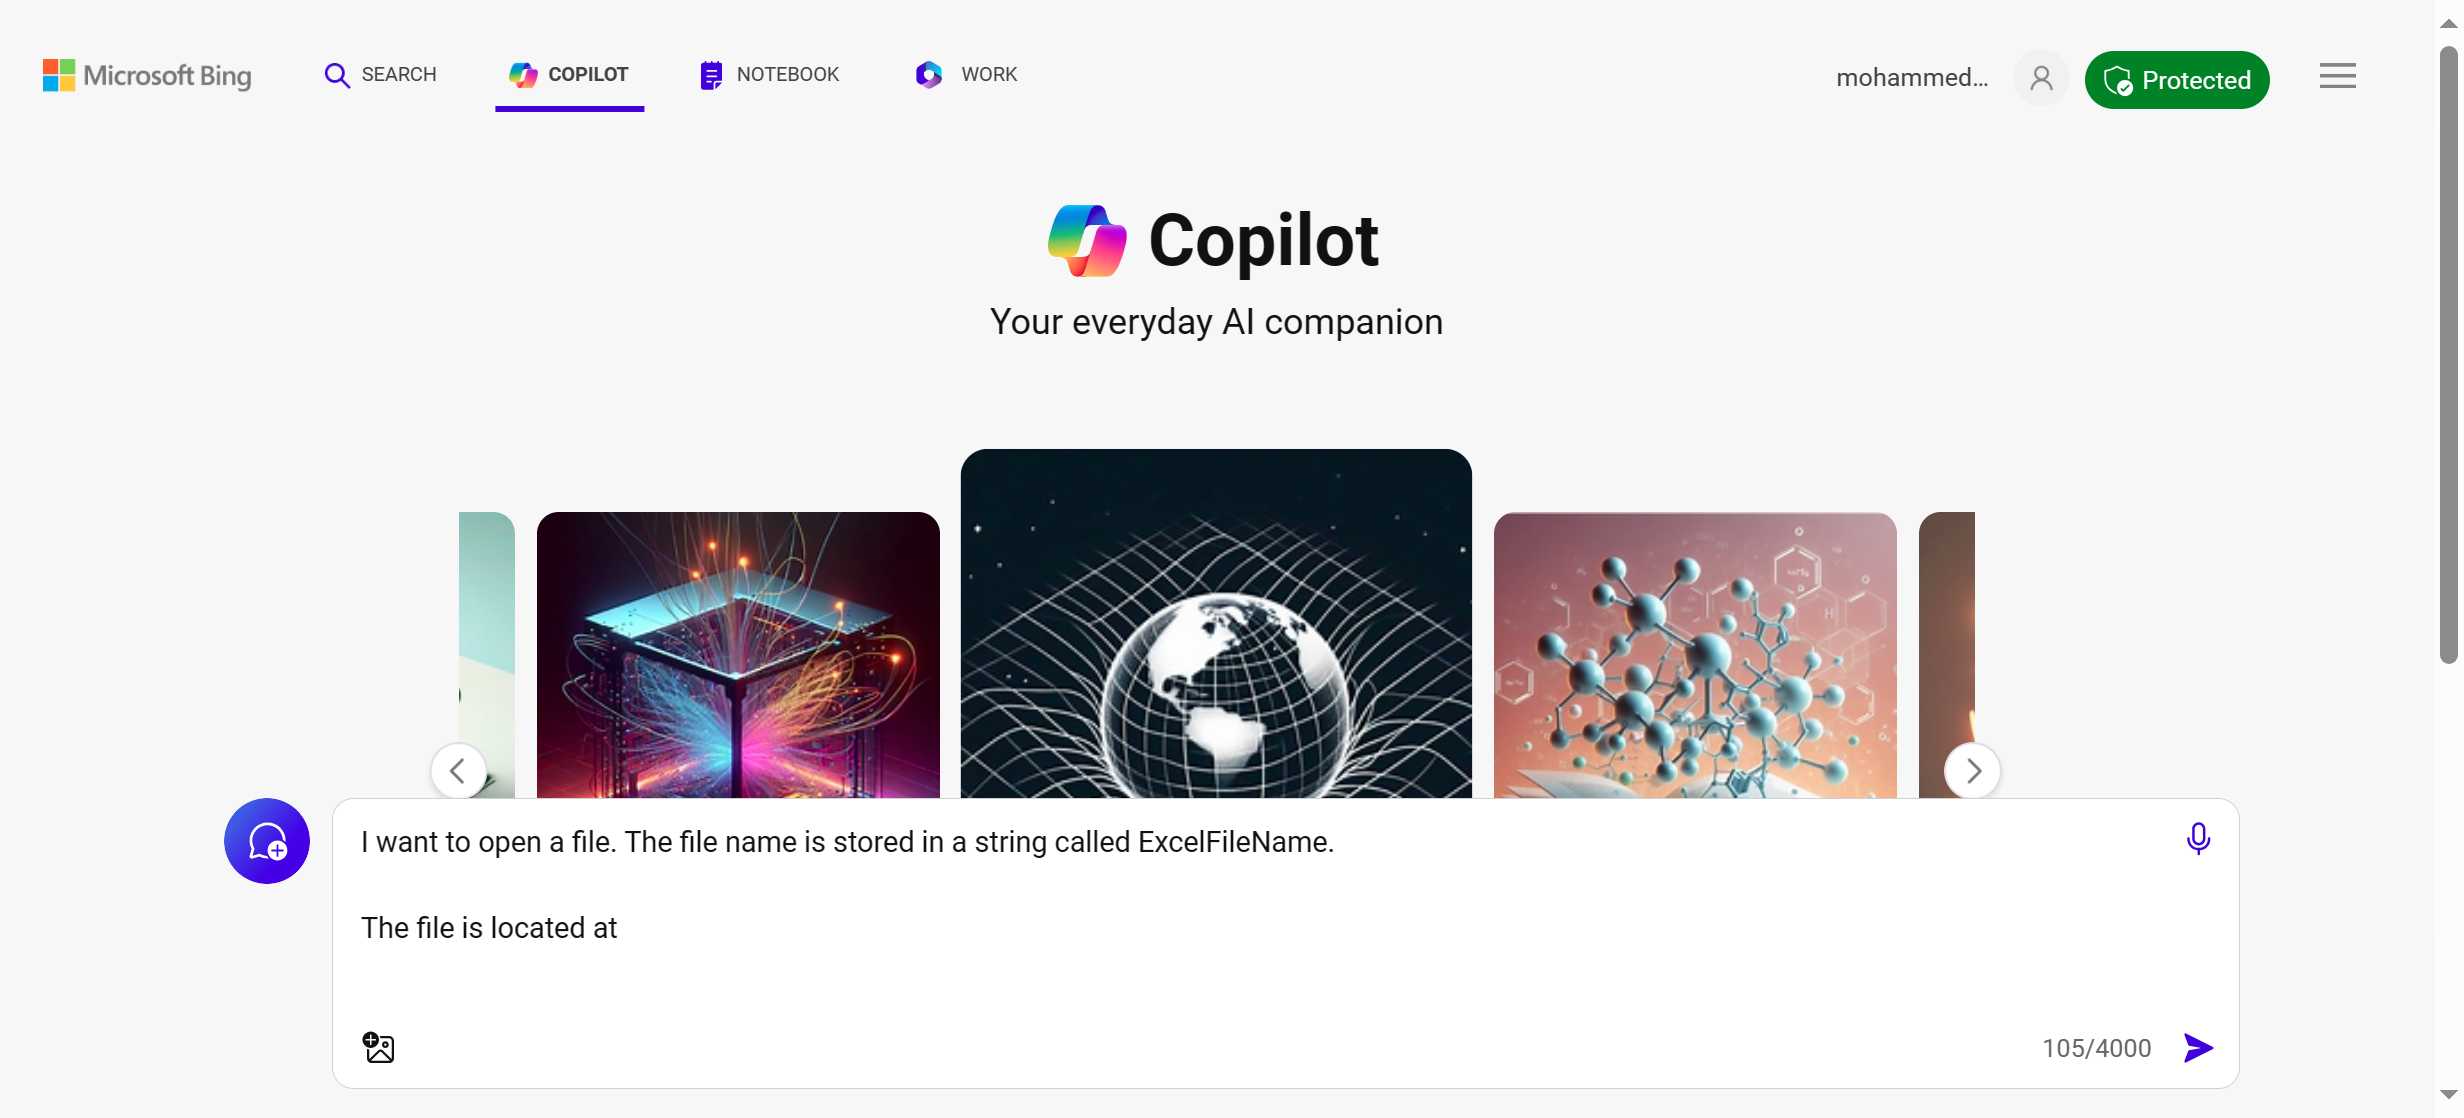 Microsoft Bing
SEARCH
COPILOT
NOTEBOOK
WORK
mohammed...
Protected
Copilot
Your everyday AI companion
I want to open a file. The file name is stored in a string called ExcelFileName.
The file is located at
105/4000